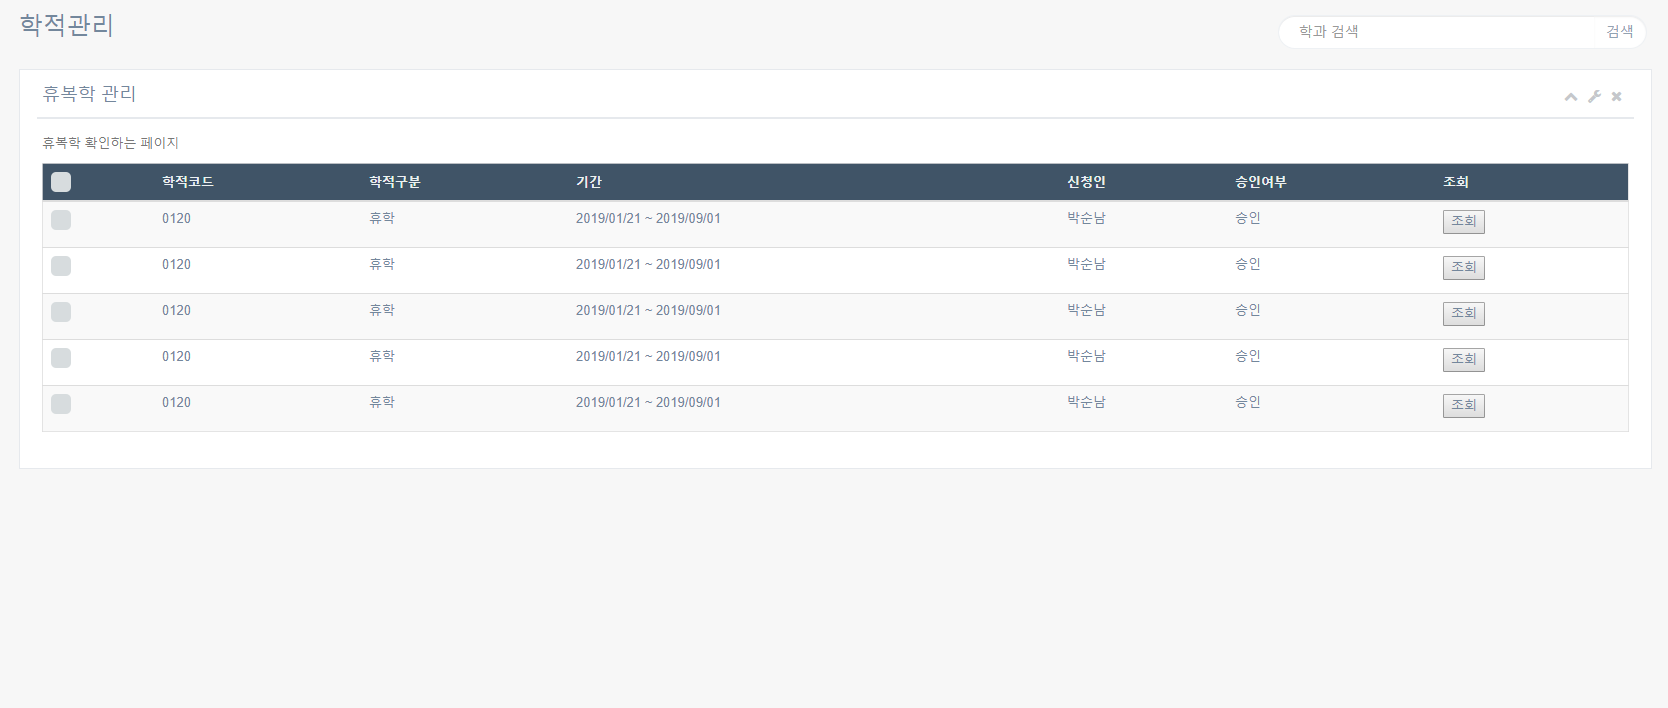 학적관리
학과 검색 검색
휴복학 관리
휴복학 확인하는 페이지
학적코드 학적구분 기간 신청인 승인여부 조회
0120 휴학 2019/01/21 ~ 2019/09/01 박순남 승인 조회
0120 휴학 2019/01/21 ~ 2019/09/01 박순남 승인 조회
0120 휴학 2019/01/21 ~ 2019/09/01 박순남 승인 조회
0120 휴학 2019/01/21 ~ 2019/09/01 박순남 승인 조회
0120 휴학 2019/01/21 ~ 2019/09/01 박순남 승인 조회